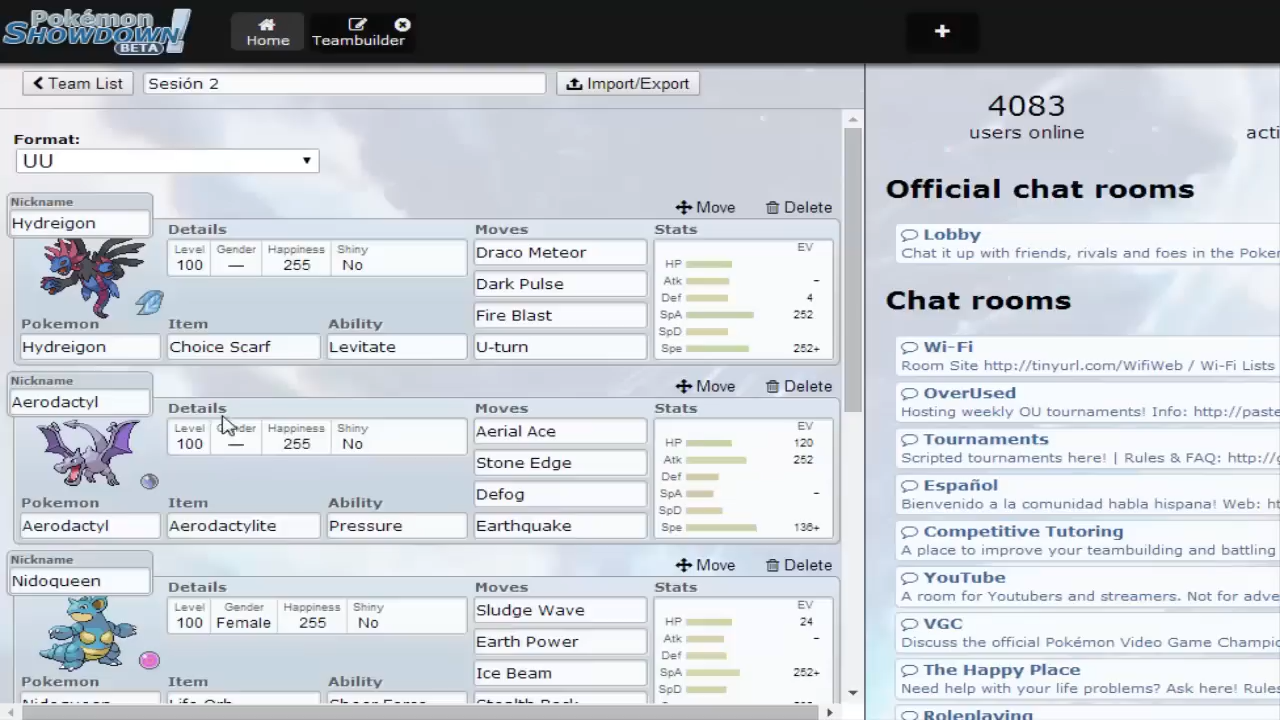 Pokémon
SHOWDOWN!
BETA
Home
Teambuilder
+
Team List
Sesión 2
Import/Export
4083
users online
acti
Format:
UU
Official chat rooms
Nickname
Hydreigon
Move
Delete
Details
Moves
Stats
Level
Gender
Happiness
Shiny
100
—
255
No
Draco Meteor
Dark Pulse
Fire Blast
U-turn
EV
HP
Atk -
Def 4
SpA 252
SpD
Spe 252+
Pokemon
Item
Ability
Hydreigon
Choice Scarf
Levitate
Lobby
Chat it up with friends, rivals and foes in the Poker
Chat rooms
Wi-Fi
Room Site http://tinyurl.com/WifiWeb / Wi-Fi Lists
Nickname
Aerodactyl
Move
Delete
Details
Moves
Stats
Level
Happiness
Shiny
100
—
255
No
Aerial Ace
Stone Edge
Defog
Earthquake
EV
HP 120
Atk 252
Def
SpA -
SpD
Spe 136+
Pokemon
Item
Ability
Aerodactyl
Aerodactylite
Pressure
OverUsed
Hosting weekly OU tournaments! Info: http://paste
Tournaments
Scripted tournaments here! | Rules & FAQ: http://g
Español
Bienvenido a la comunidad habla hispana! Web: ht
Competitive Tutoring
A place to improve your teambuilding and battling
Nickname
Nidoqueen
Move
Delete
Details
Moves
Stats
Level
Gender
Happiness
Shiny
100
Female
255
No
Sludge Wave
Earth Power
Ice Beam
EV
HP 24
Atk -
Def
SpA 252+
SpD
Pokemon
Item
Ability
YouTube
A room for Youtubers and streamers. Not for adve
VGC
Discuss the official Pokémon Video Game Champio
The Happy Place
Need help with your life problems? Ask here! Rules
Roleplaying